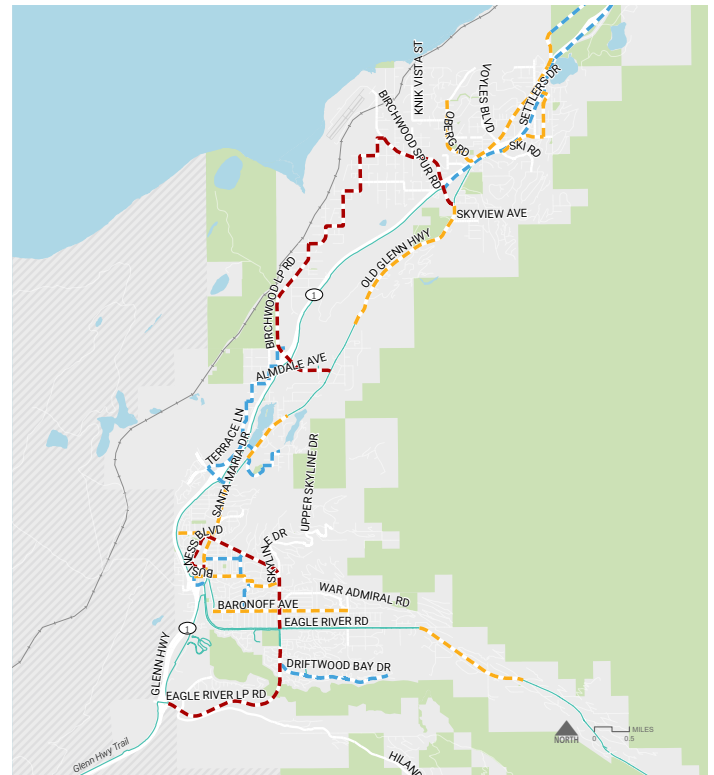 KNIK VISTA ST
VOYLES BLVD
SETTLERS DR
BIRCHWOOD SPUR RD
OBERG RD
SKI RD
SKYVIEW AVE
OLD GLENN HWY
BIRCHWOOD LP RD
1
ALMDALE AVE
TERRACE LN
SANTA MARIA DR
UPPER SKYLINE DR
SKYLINE DR
BUSINESS BLVD
WAR ADMIRAL RD
BARONOFF AVE
EAGLE RIVER RD
1
GLENN HWY
DRIFTWOOD BAY DR
EAGLE RIVER LP RD
Glenn Hwy Trail
HILAND
NORTH
MILES
0 0.5